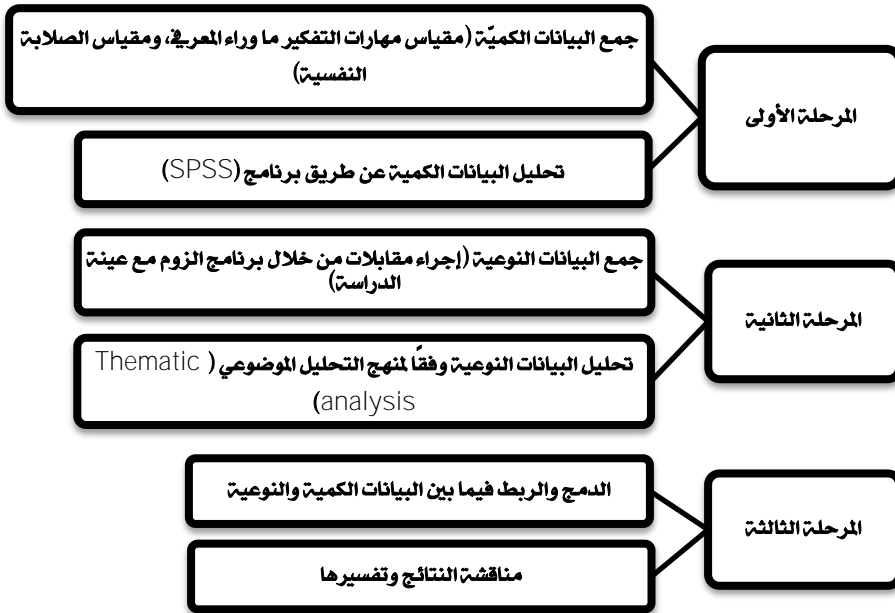 المرحلة الأولى
جمع البيانات الكميّة (مقياس مهارات التفكير ما وراء المعرفي، ومقياس الصلابة
النفسية)
تحليل البيانات الكمية عن طريق برنامج (SPSS)
المرحلة الثانية
جمع البيانات النوعية (إجراء مقابلات من خلال برنامج الزوم مع عينة
الدراسة)
تحليل البيانات النوعية وفقًا لمنهج التحليل الموضوعي (Thematic
analysis)
المرحلة الثالثة
الدمج والربط فيما بين البيانات الكمية والنوعية
مناقشة النتائج وتفسيرها